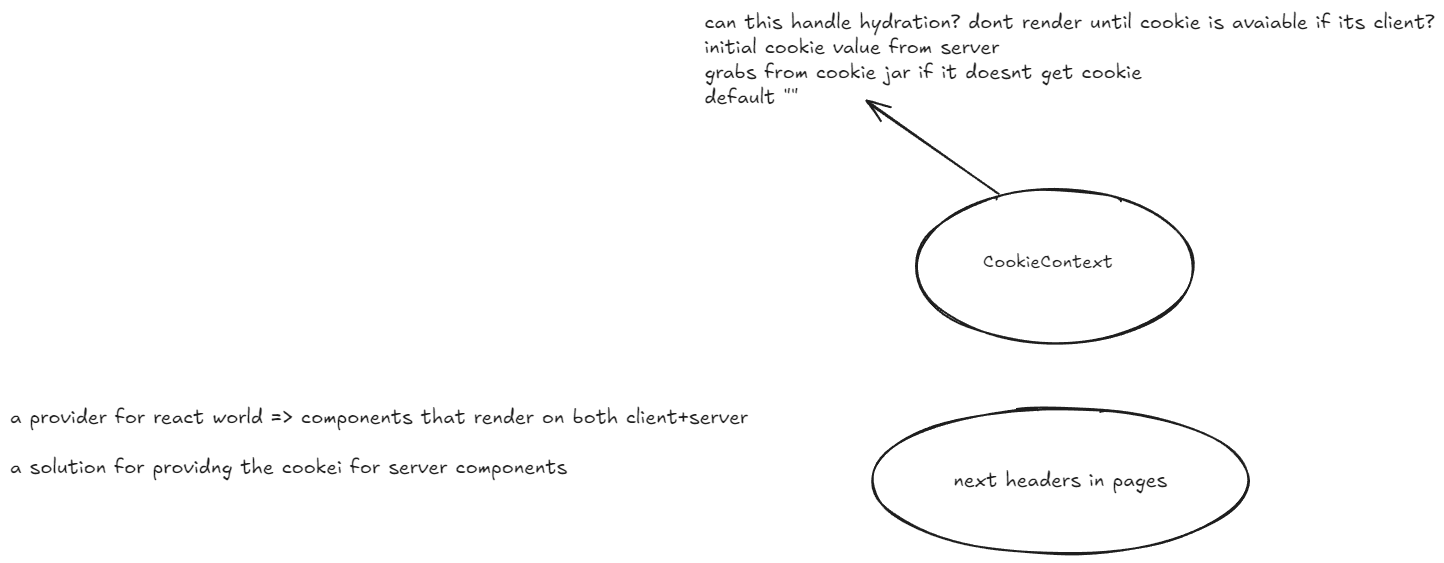 can this handle hydration? dont render until cookie is avaiable if its client?
initial cookie value from server
grabs from cookie jar if it doesnt get cookie
default ""
CookieContext
a provider for react world => components that render on both client+server
a solution for providng the cookei for server components
next headers in pages